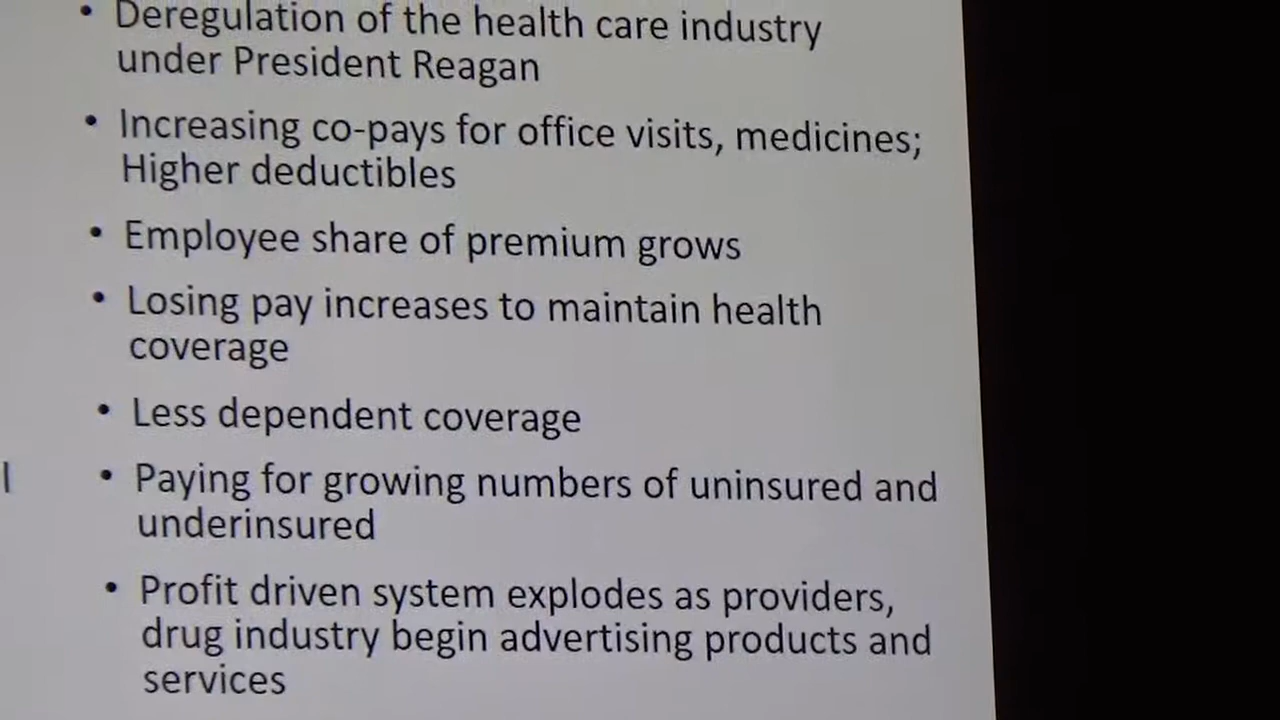 • Deregulation of the health care industry
under President Reagan
• Increasing co-pays for office visits, medicines;
Higher deductibles
• Employee share of premium grows
• Losing pay increases to maintain health
coverage
• Less dependent coverage
• Paying for growing numbers of uninsured and
underinsured
• Profit driven system explodes as providers,
drug industry begin advertising products and
services